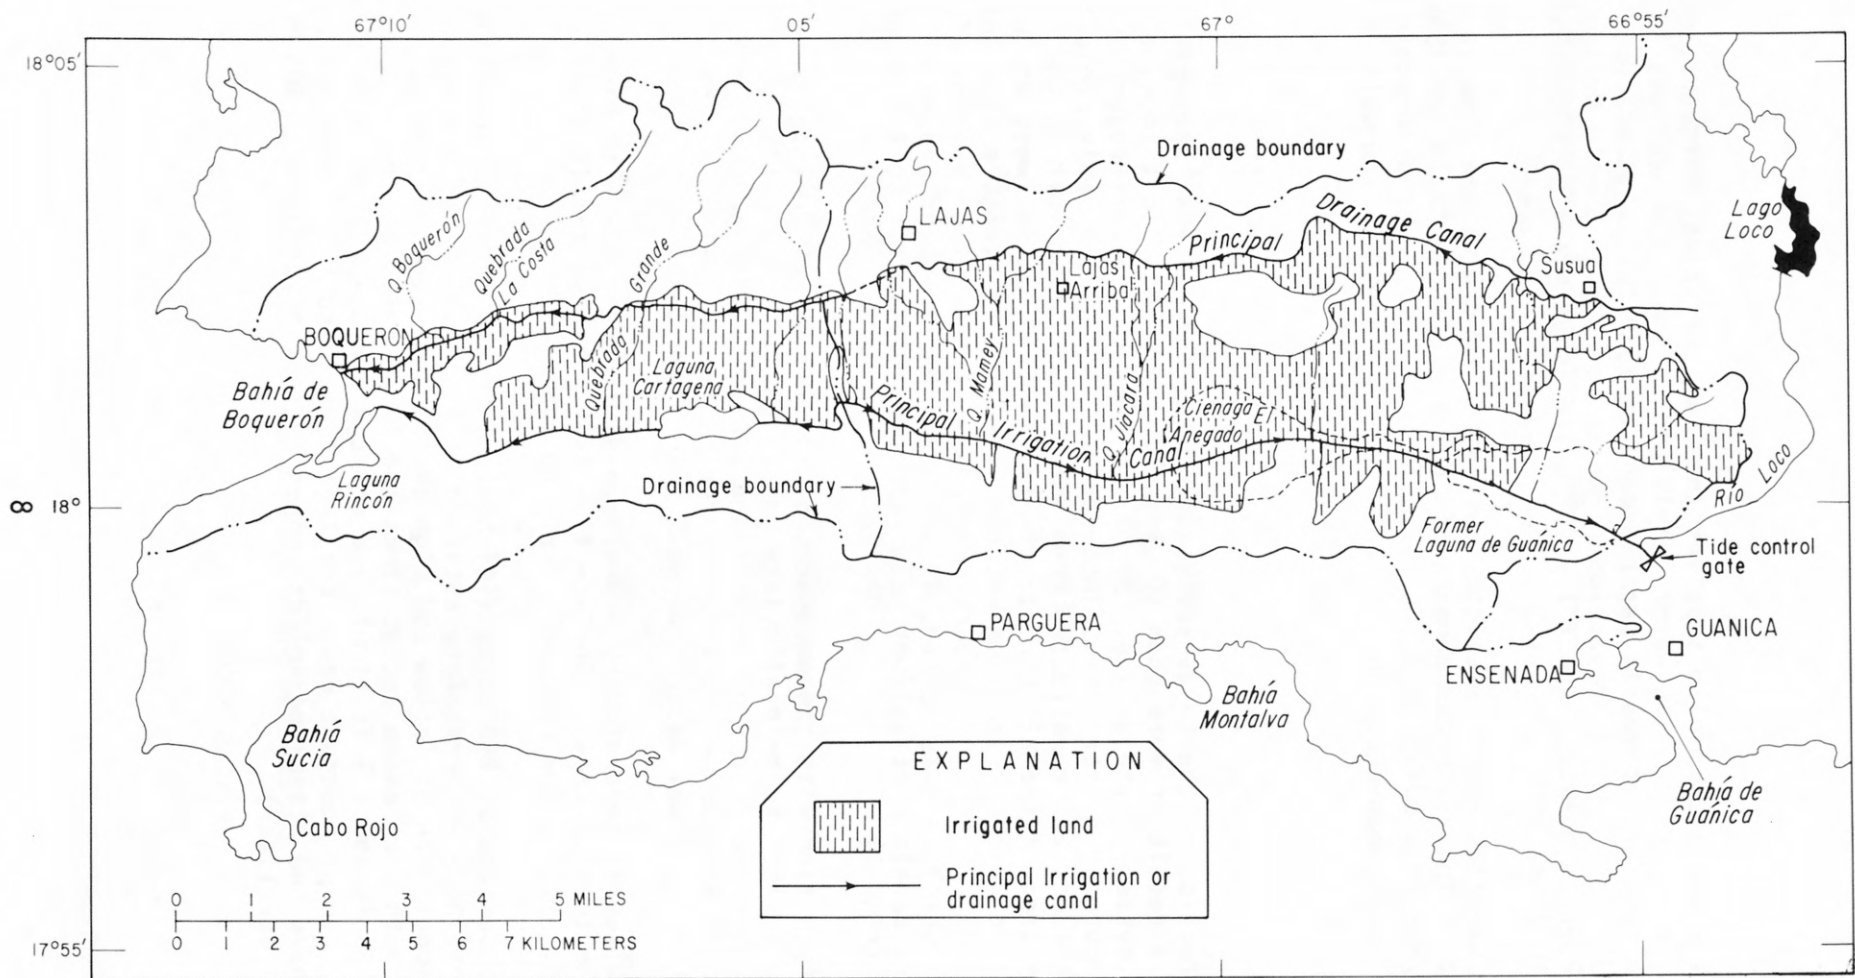 67°10'
05'
67°
66°55'
18°05'
Drainage boundary
LAJAS
Drainage Canal
Principal
Lago
Loco
Q. Boquerón
Quebrada
La Costa
Grande
Lajas
Arriba
Susua
BOQUERON
Quebrada
Laguna
Cartagena
Q. Mamey
Q. Jiacara
Bahía de
Boquerón
Principal
Irrigation
Canal
Cienaga El
Anegado
Laguna
Rincón
Drainage boundary
Río Loco
8
18°
Former
Laguna de Guánica
Tide control
gate
PARGUERA
GUANICA
ENSENADA
Bahía
Montalva
Bahía
Sucia
Bahía de
Guánica
Cabo Rojo
EXPLANATION
Irrigated land
Principal Irrigation or
drainage canal
0 1 2 3 4 5 MILES
0 1 2 3 4 5 6 7 KILOMETERS
17°55'